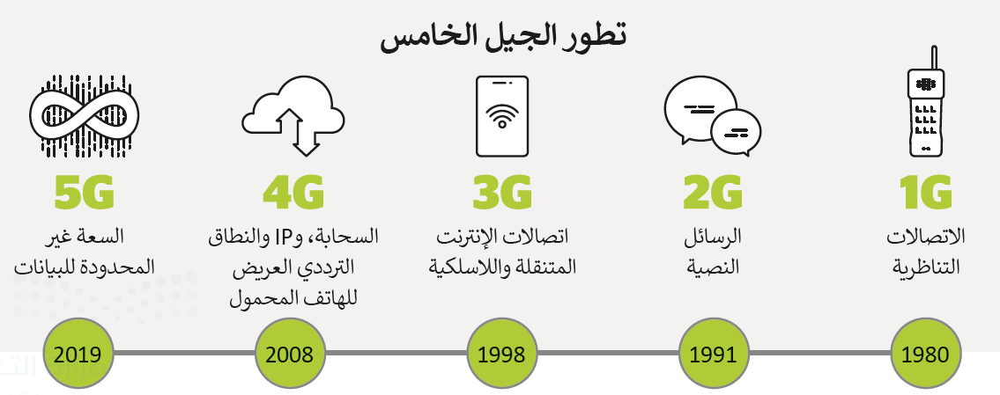 تطور الجيل الخامس
1G
الاتصالات
التناظرية
1980
2G
الرسائل
النصية
1991
3G
اتصالات الإنترنت
المتنقلة واللاسلكية
1998
4G
السحابة، وIP والنطاق
الترددي العريض
للهاتف المحمول
2008
5G
السعة غير
المحدودة للبيانات
2019